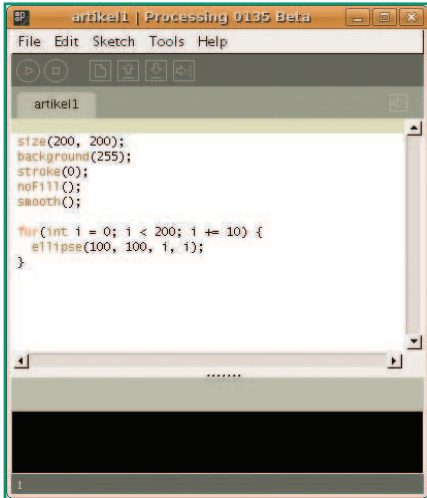 artikel1 | Processing 0135 Beta
File Edit Sketch Tools Help
artikel1
size(200, 200);
background(255);
stroke(0);
noFill();
smooth();
for(int i = 0; i < 200; i += 10) {
ellipse(100, 100, i, i);
}
1